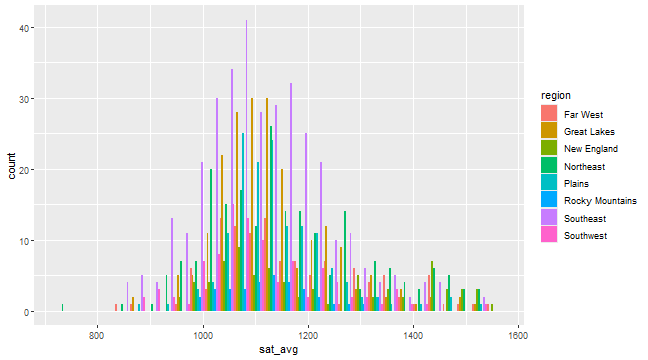 40
30
20
10
0
count
800
1000
1200
1400
1600
sat_avg
region
Far West
Great Lakes
New England
Northeast
Plains
Rocky Mountains
Southeast
Southwest